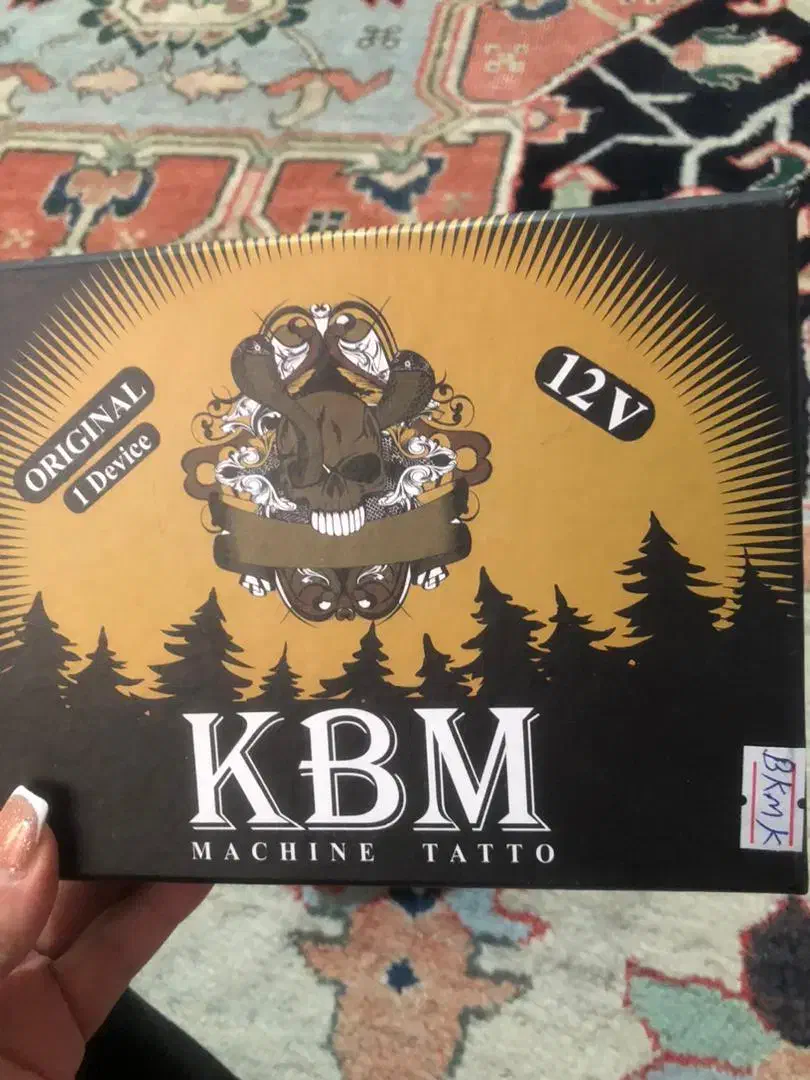 ORIGINAL
1 Device
12V
KBM
MACHINE TATTO
BKMK